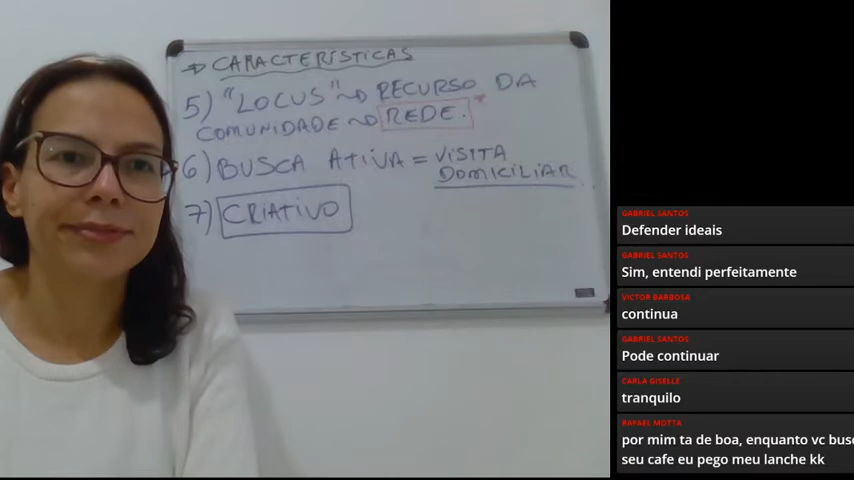 → CARACTERÍSTICAS
5) "LOCUS" → RECURSO DA
COMUNIDADE → REDE.
6) BUSCA ATIVA = VISITA
DOMICILIAR
7) CRIATIVO
GABRIEL SANTOS
Defender ideais
GABRIEL SANTOS
Sim, entendi perfeitamente
VICTOR BARBOSA
continua
GABRIEL SANTOS
Pode continuar
CARLA GISELLE
tranquilo
RAFAEL MOTTA
por mim ta de boa, enquanto vc busc
seu cafe eu pego meu lanche kk